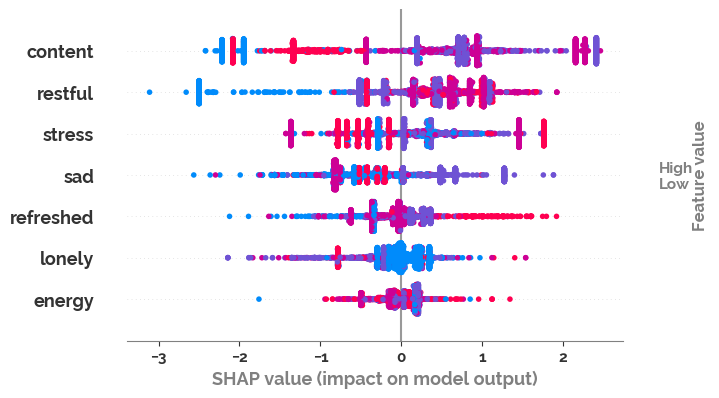 content
restful
stress
sad
refreshed
lonely
energy
High
Low
Feature value
−3 −2 −1 0 1 2
SHAP value (impact on model output)